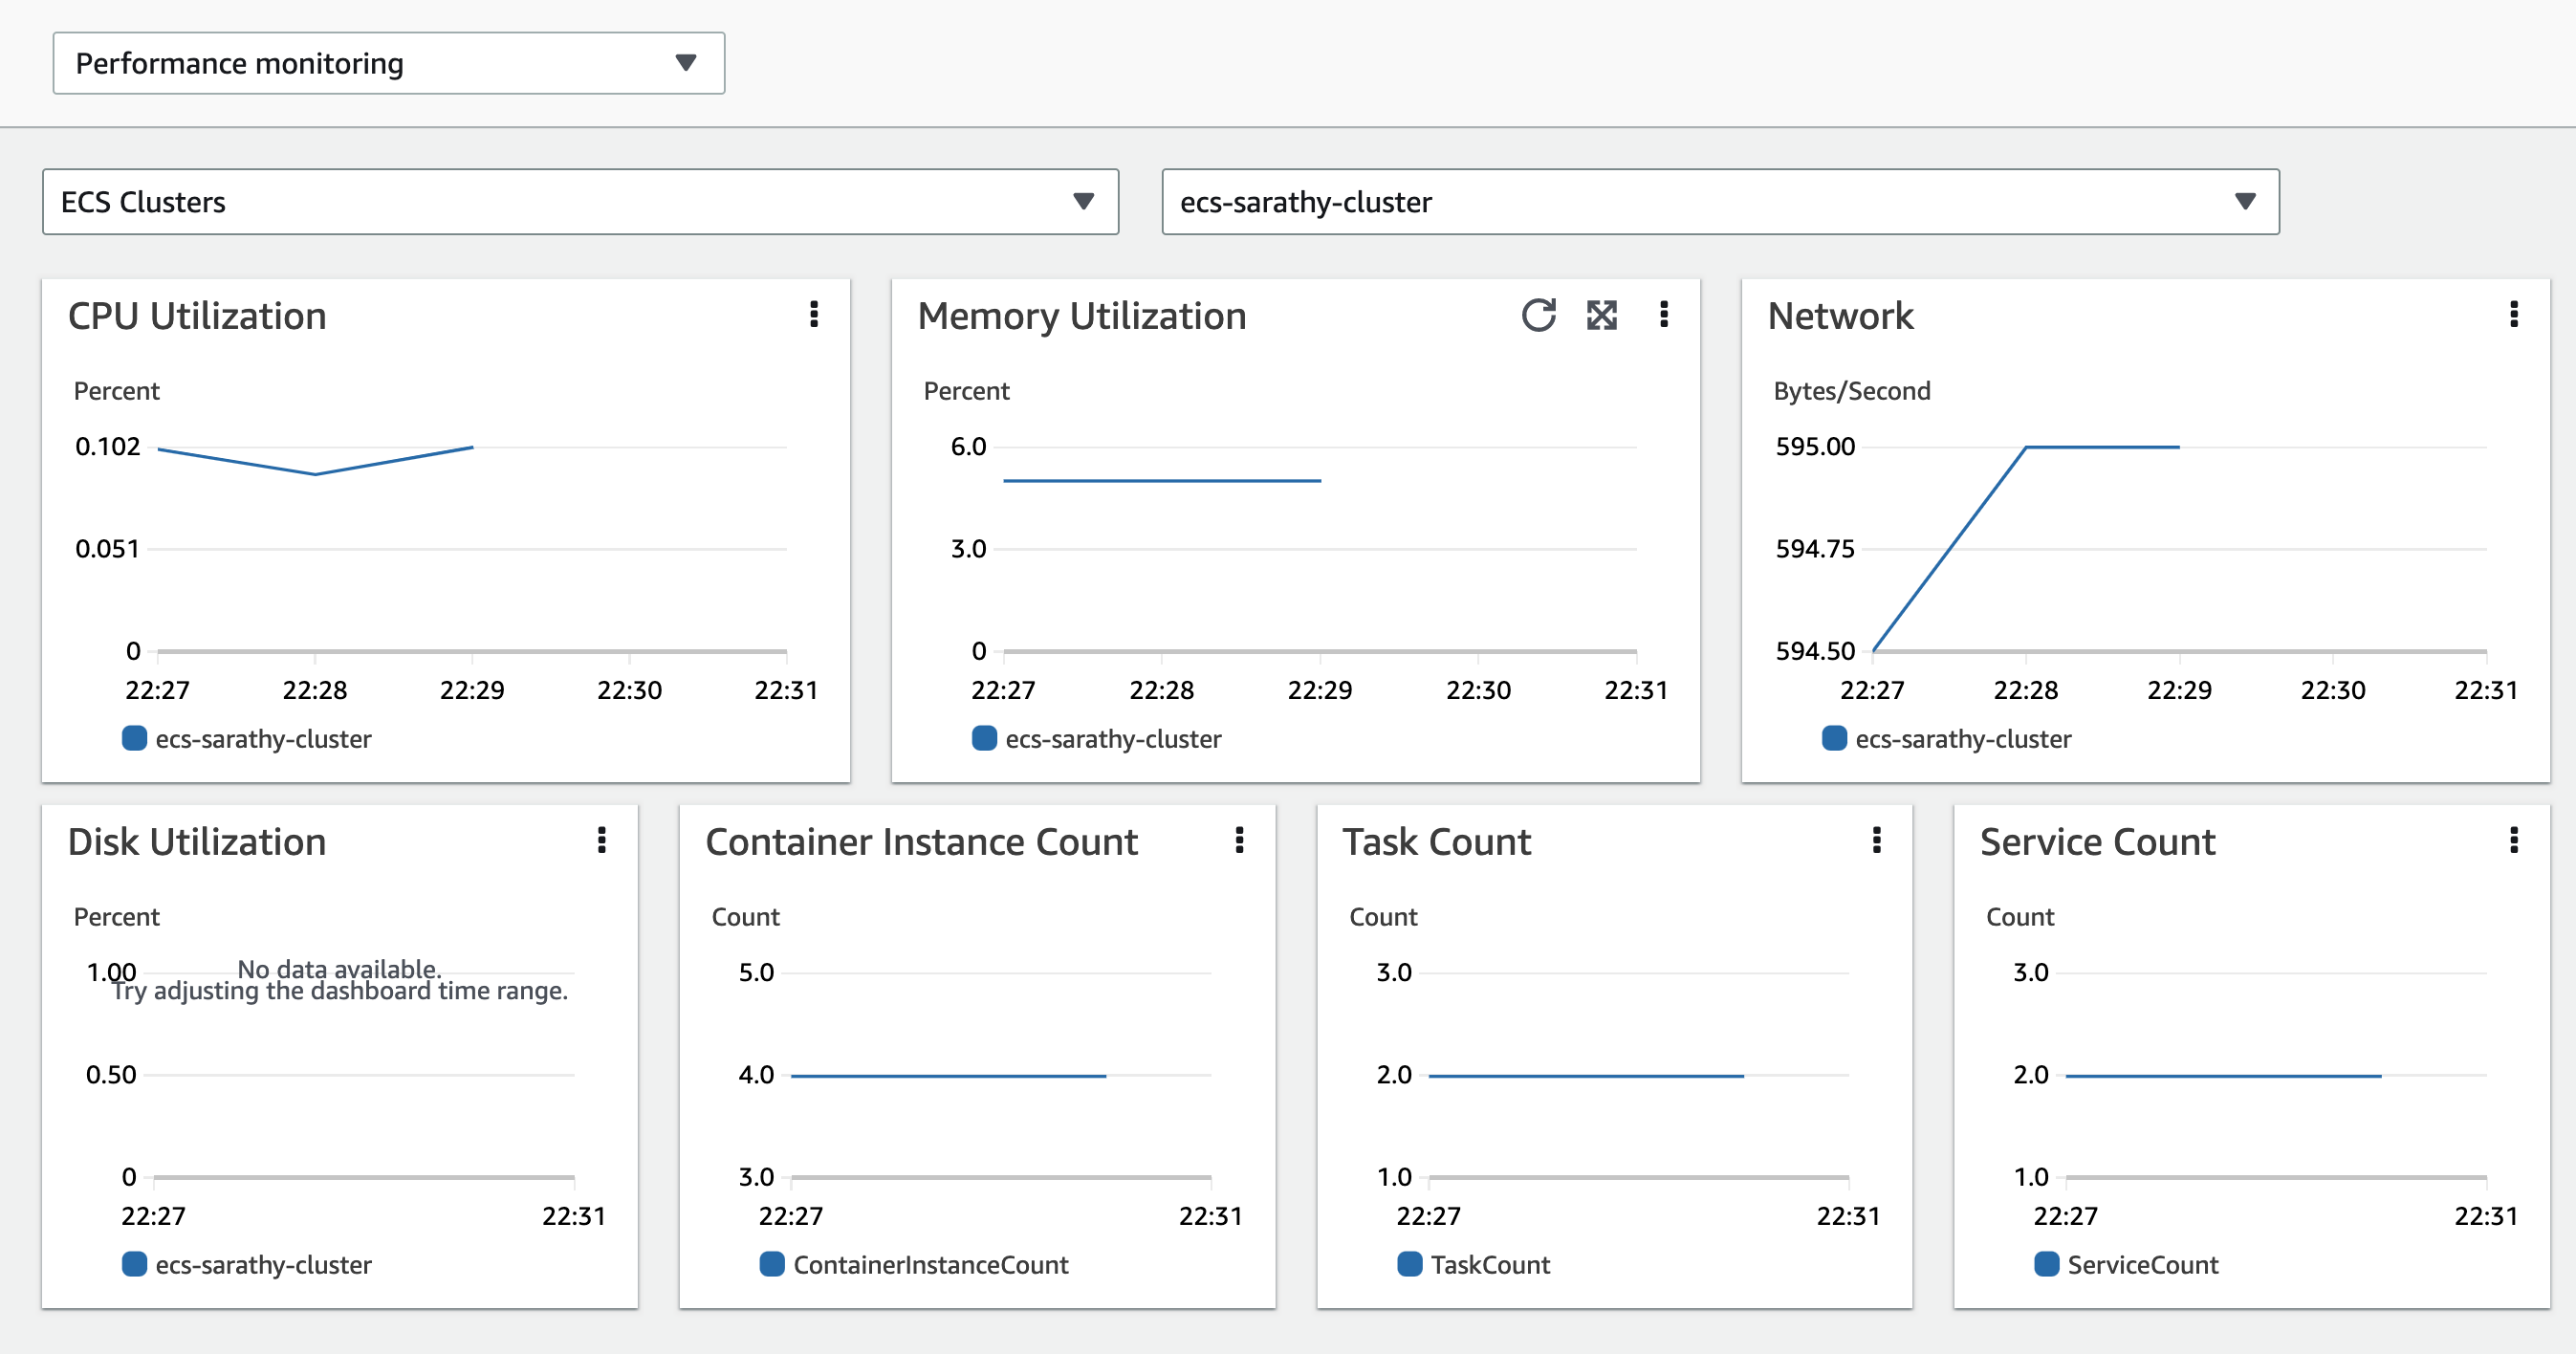 Performance monitoring
ECS Clusters
ecs-sarathy-cluster
CPU Utilization
Percent
0.102
0.051
0
22:27 22:28 22:29 22:30 22:31
ecs-sarathy-cluster
Memory Utilization
Percent
6.0
3.0
0
22:27 22:28 22:29 22:30 22:31
ecs-sarathy-cluster
Network
Bytes/Second
595.00
594.75
594.50
22:27 22:28 22:29 22:30 22:31
ecs-sarathy-cluster
Disk Utilization
Percent
No data available.
Try adjusting the dashboard time range.
1.00
0.50
0
22:27 22:31
ecs-sarathy-cluster
Container Instance Count
Count
5.0
4.0
3.0
22:27 22:31
ContainerInstanceCount
Task Count
Count
3.0
2.0
1.0
22:27 22:31
TaskCount
Service Count
Count
3.0
2.0
1.0
22:27 22:31
ServiceCount